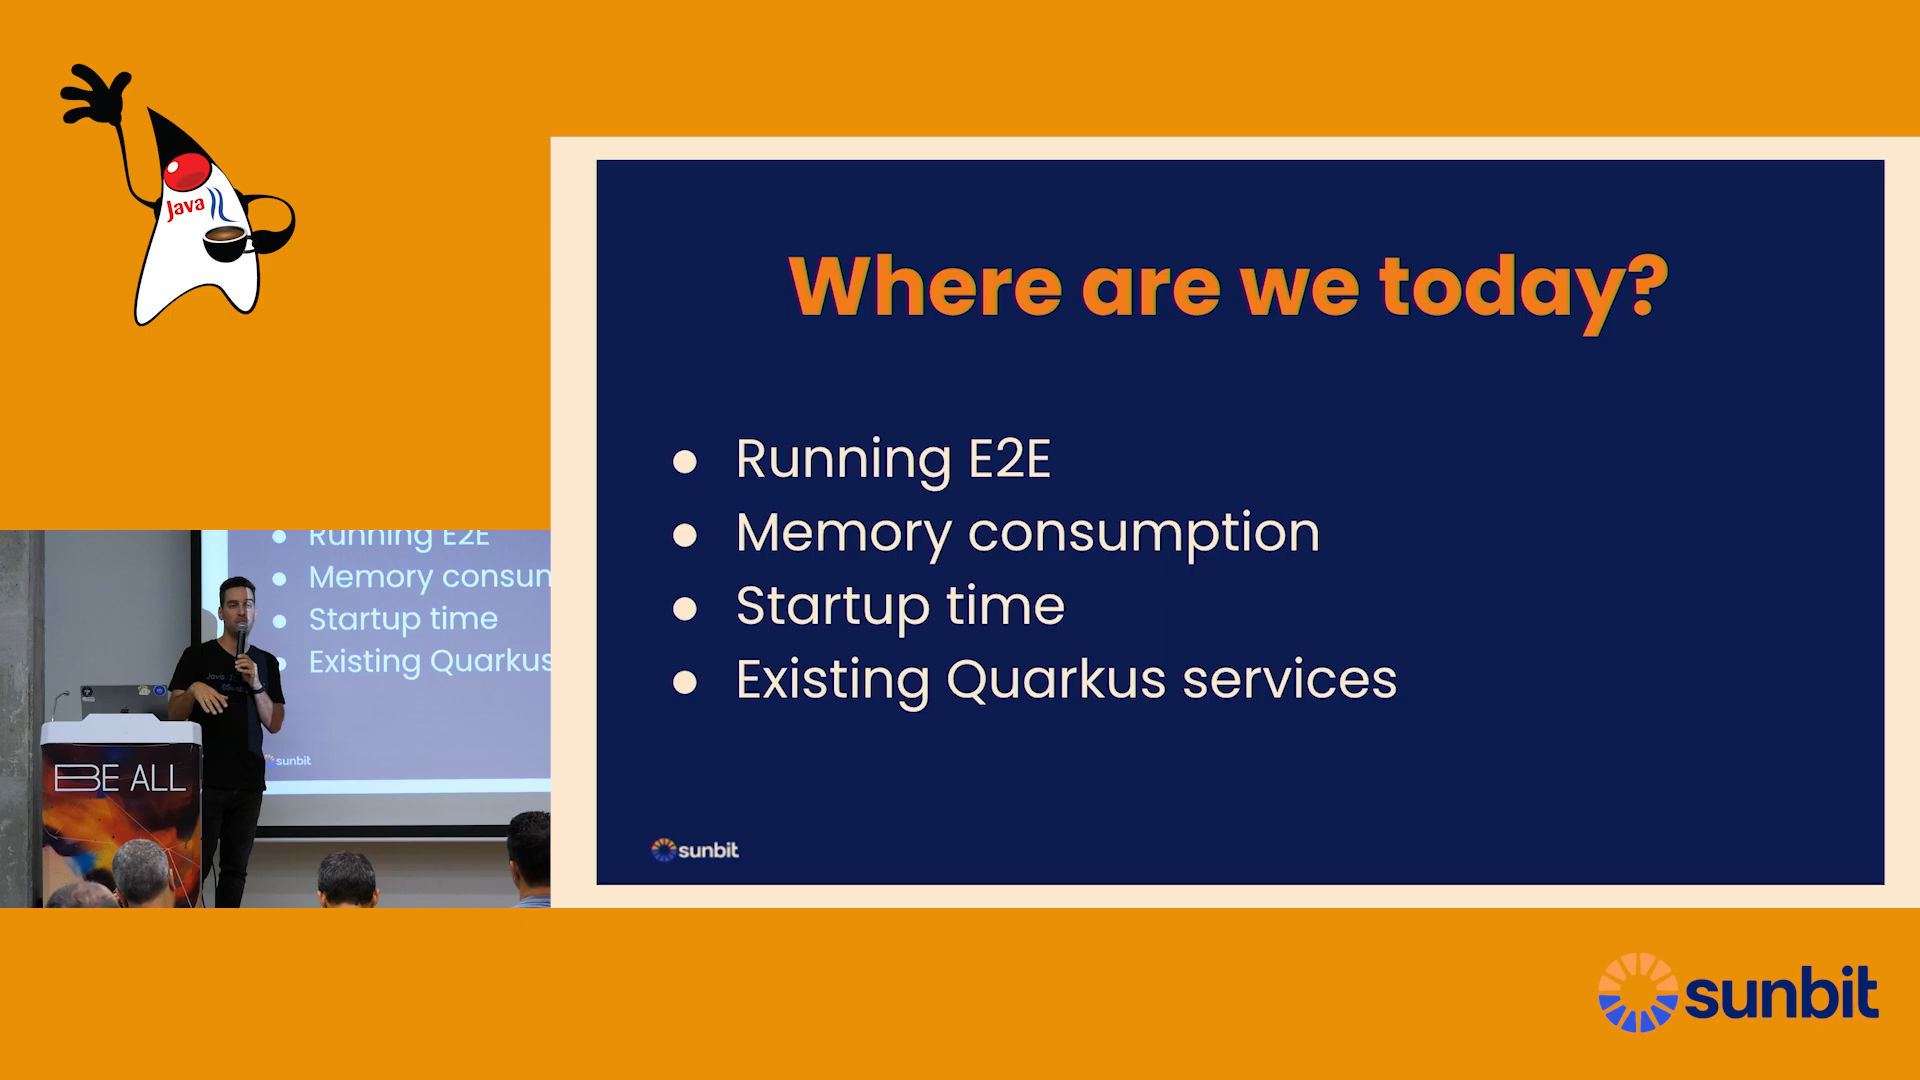 Java
Where are we today?
● Running E2E
● Memory consumption
● Startup time
● Existing Quarkus services
sunbit
● Running E2E
● Memory consum
● Startup time
● Existing Quarkus
sunbit
BE ALL
sunbit